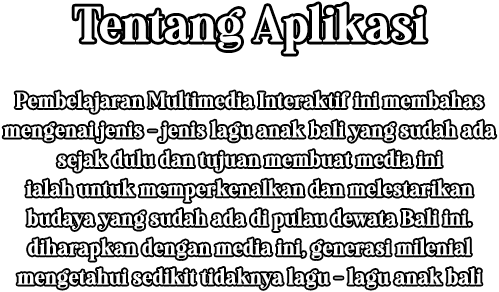 Tentang Aplikasi
Pembelajaran Multimedia Interaktif ini membahas
mengenai jenis - jenis lagu anak bali yang sudah ada
sejak dulu dan tujuan membuat media ini
ialah untuk memperkenalkan dan melestarikan
budaya yang sudah ada di pulau dewata Bali ini.
diharapkan dengan media ini, generasi milenial
mengetahui sedikit tidaknya lagu - lagu anak bali